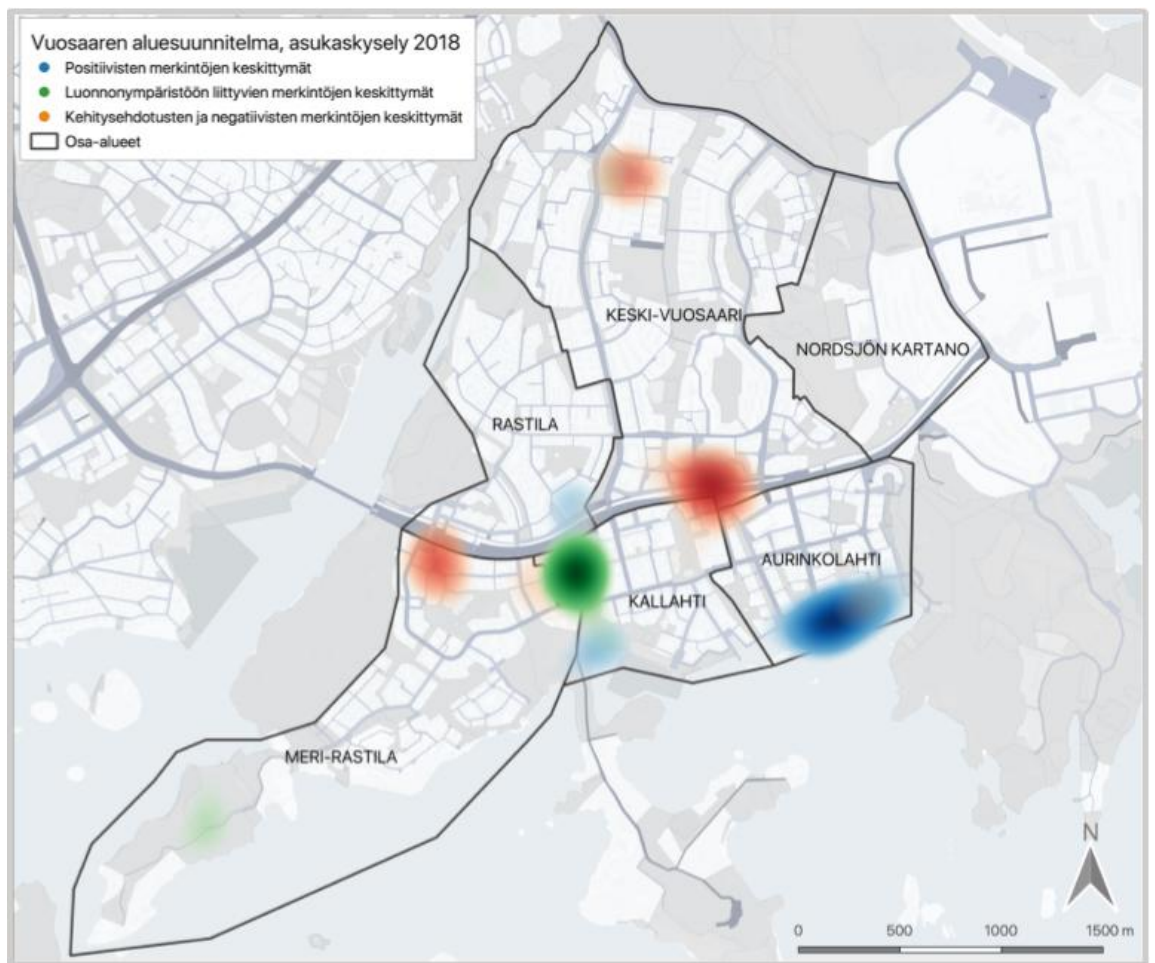 Vuosaaren aluesuunnitelma, asukaskysely 2018
Positiivisten merkintöjen keskittymät
Luonnonympäristöön liittyvien merkintöjen keskittymät
Kehitysehdotusten ja negatiivisten merkintöjen keskittymät
Osa-alueet
KESKI-VUOSAARI
NORDSJÖN KARTANO
RASTILA
AURINKOLAHTI
KALLAHTI
MERI-RASTILA
N
0 500 1000 1500 m